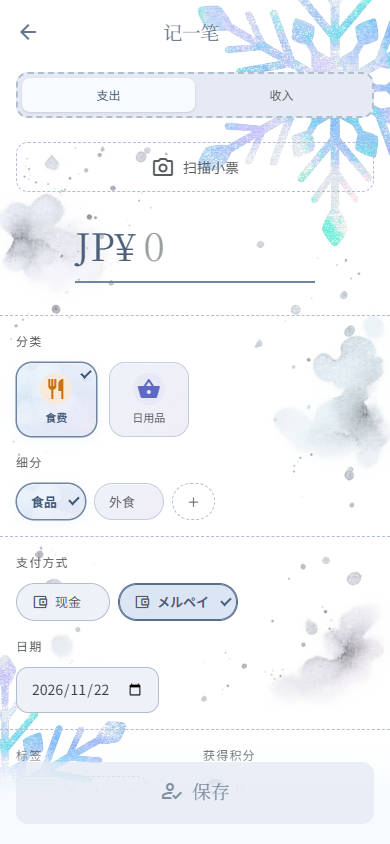 记一笔
支出 收入
扫描小票
JP¥ 0
分类
食费 日用品
细分
食品 外食 +
支付方式
现金 メルペイ
日期
2026/11/22
标签 获得积分
保存